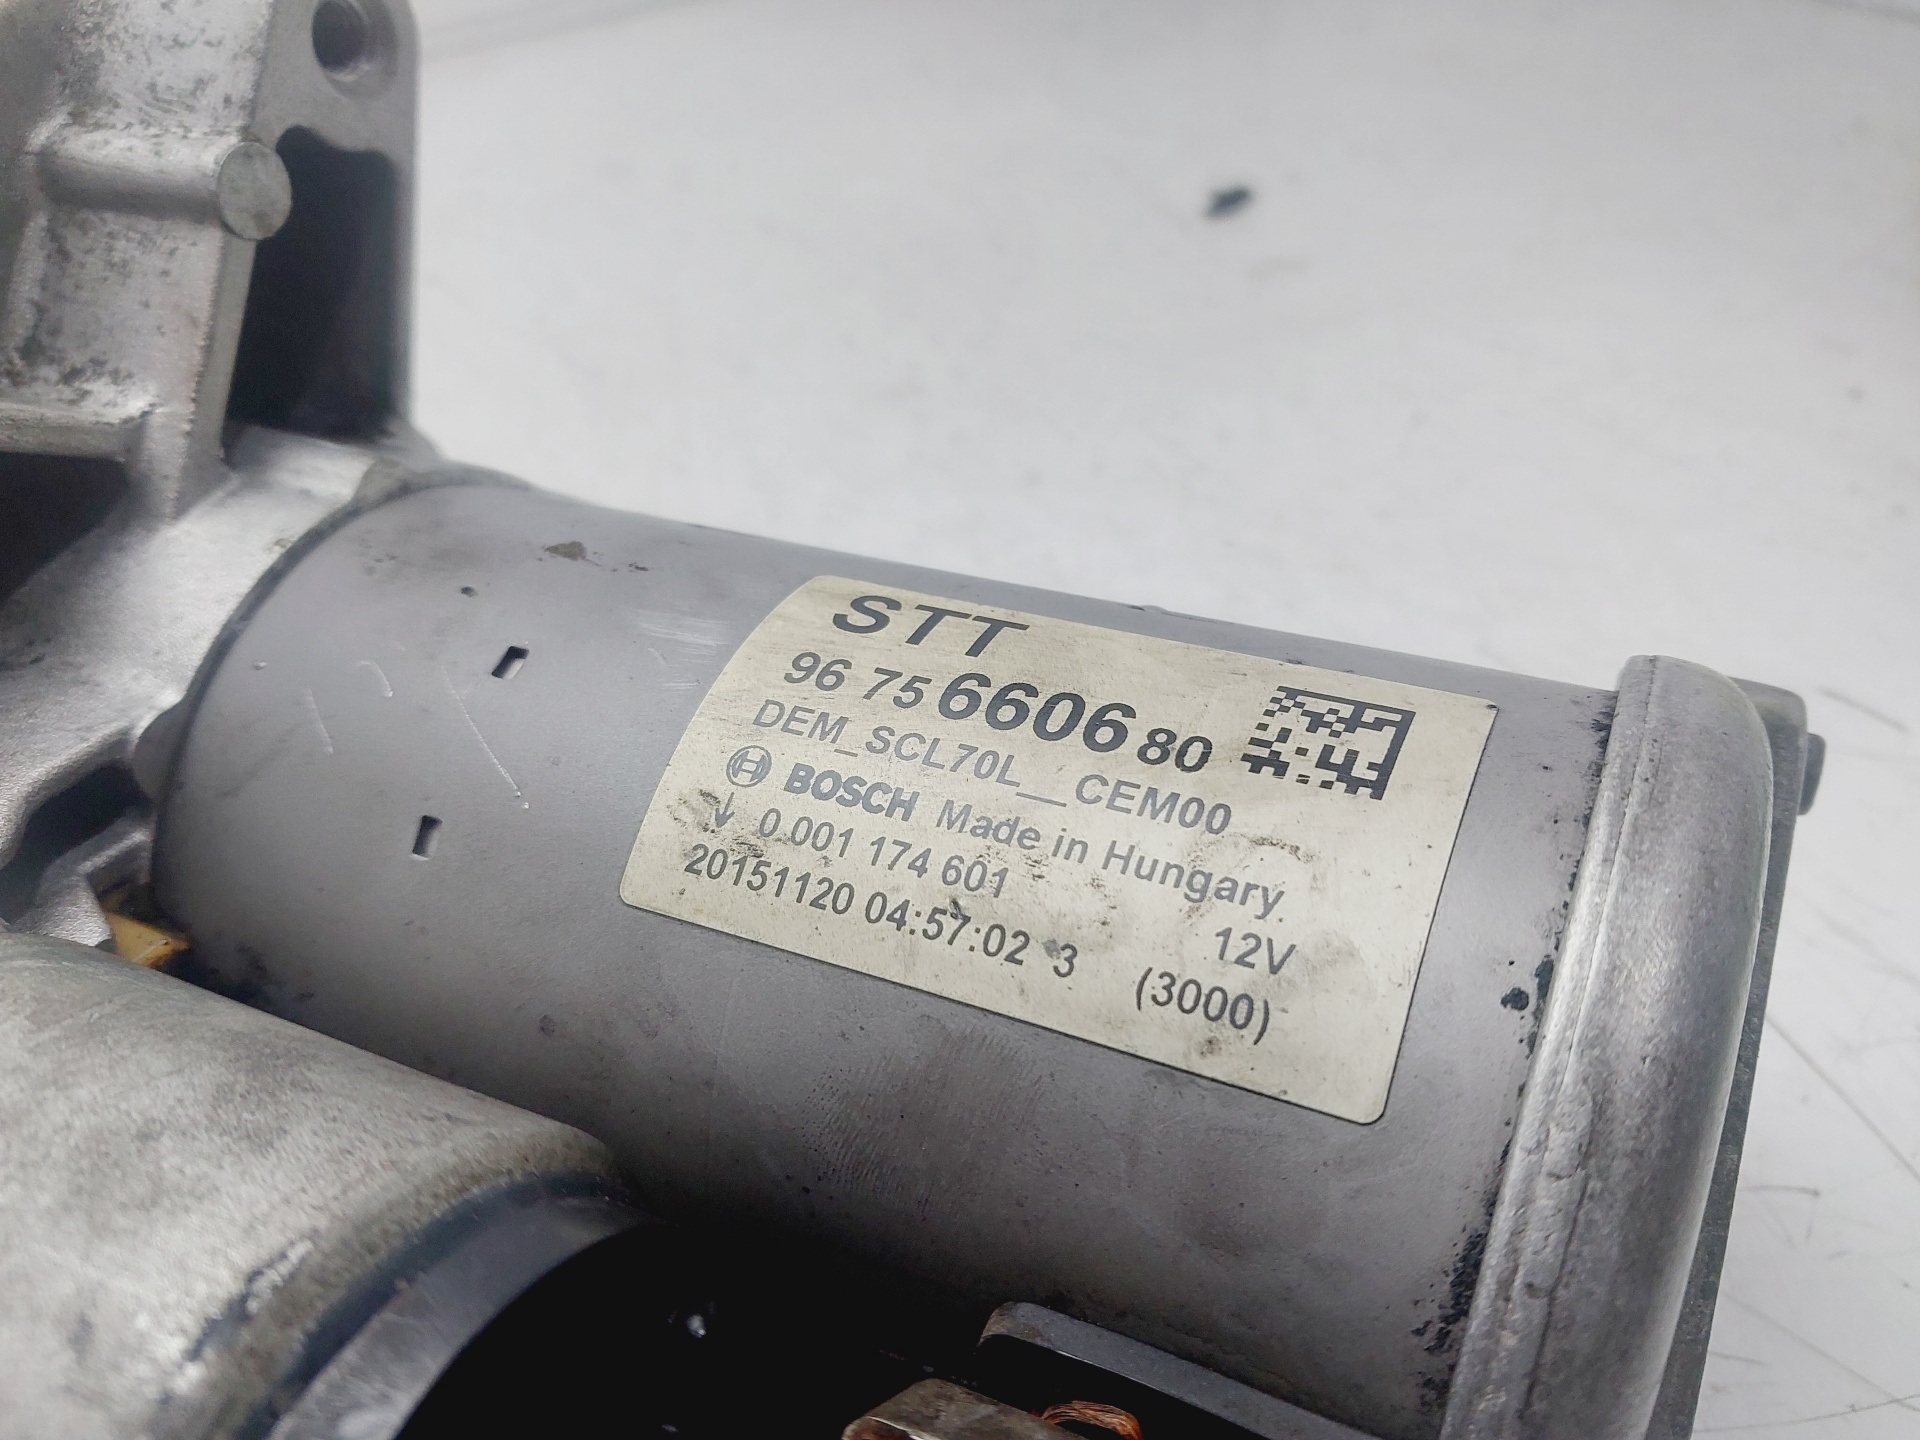 STT
96 75 6606 80
DEM_SCL70L__CEM00
BOSCH Made in Hungary
0 001 174 601 12V
20151120 04:57:02 3 (3000)